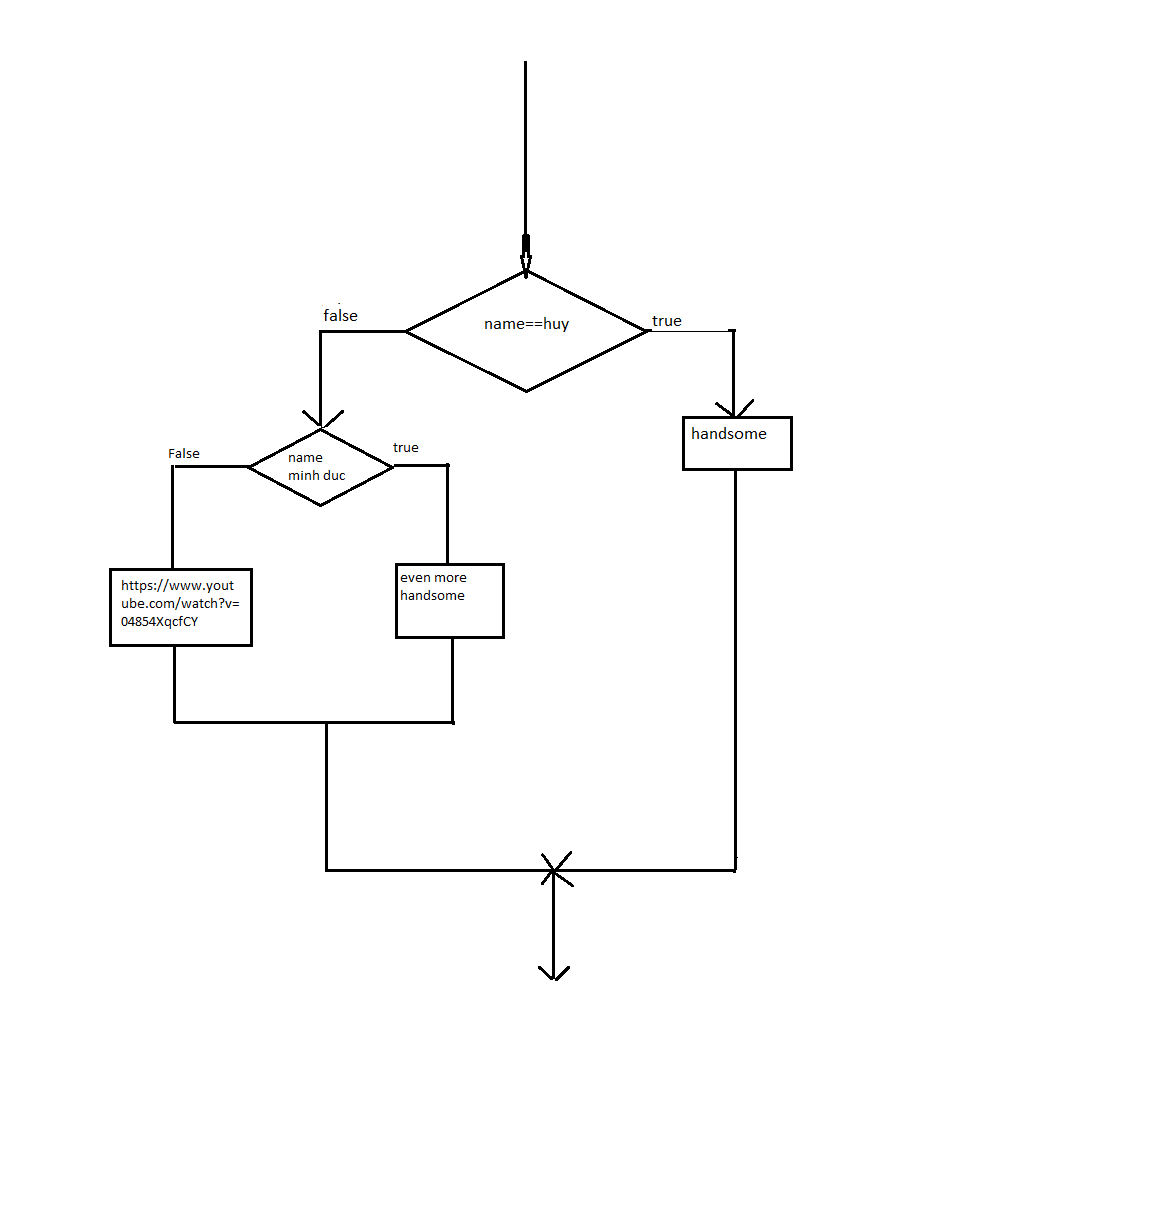 false
name==huy
true
handsome
False
name
minh duc
true
https://www.yout
ube.com/watch?v=
04854XqcfCY
even more
handsome